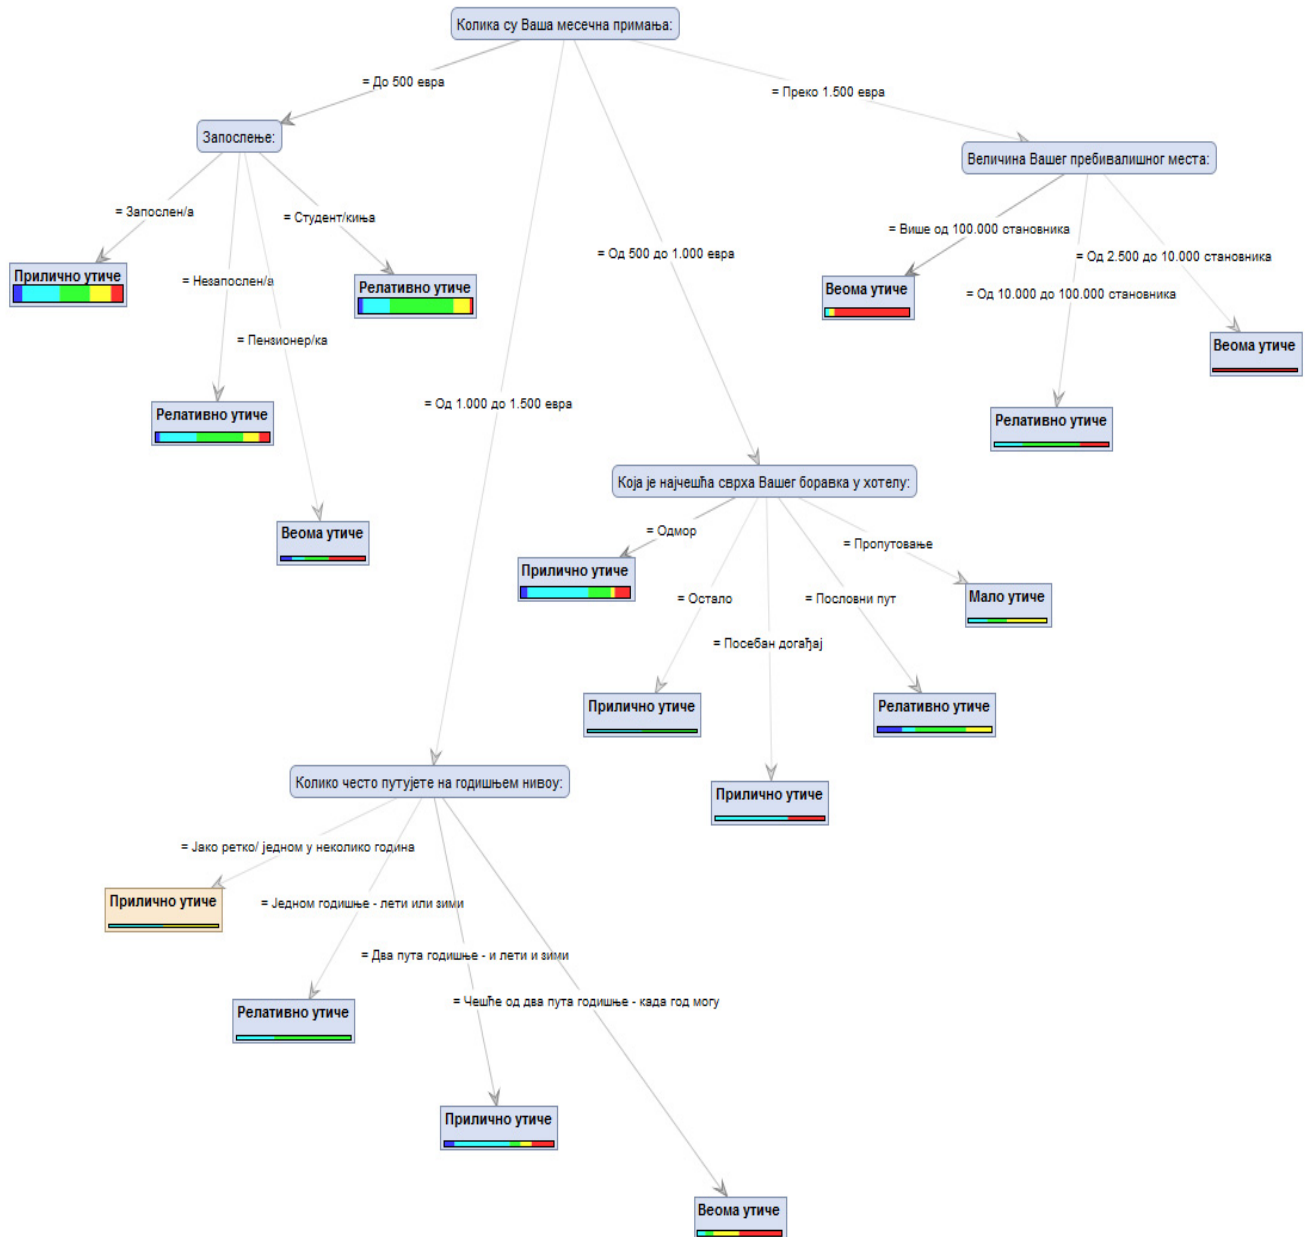 Колика су Ваша месечна примања:
= До 500 евра
= Преко 1.500 евра
Запослење:
Величина Вашег пребивалишног места:
= Запослен/а
= Студент/киња
= Више од 100.000 становника
= Од 500 до 1.000 евра
= Од 2.500 до 10.000 становника
Прилично утиче
= Незапослен/а
Релативно утиче
Веома утиче
= Од 10.000 до 100.000 становника
= Пензионер/ка
Веома утиче
= Од 1.000 до 1.500 евра
Релативно утиче
Релативно утиче
Која је најчешћа сврха Вашег боравка у хотелу:
Веома утиче
= Одмор
= Пропутовање
Прилично утиче
= Остало
= Пословни пут
Мало утиче
= Посебан догађај
Прилично утиче
Релативно утиче
Колико често путујете на годишњем нивоу:
Прилично утиче
= Јако ретко/ једном у неколико година
Прилично утиче
= Једном годишње - лети или зими
= Два пута годишње - и лети и зими
= Чешће од два пута годишње - када год могу
Релативно утиче
Прилично утиче
Веома утиче